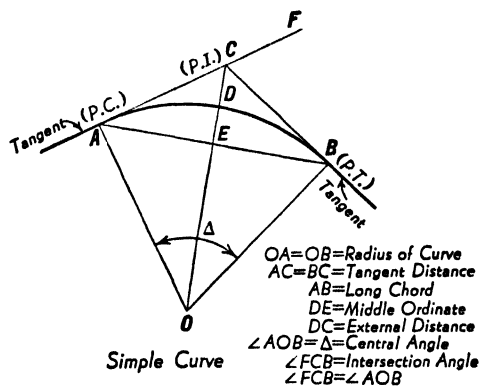 F
C
(P.I.)
D
(P.C.)
Tangent
A
E
B (P.T.)
Tangent
Δ
O
OA=OB=Radius of Curve
AC=BC=Tangent Distance
AB=Long Chord
DE=Middle Ordinate
DC=External Distance
∠AOB=Δ=Central Angle
∠FCB=Intersection Angle
∠FCB=∠AOB
Simple Curve